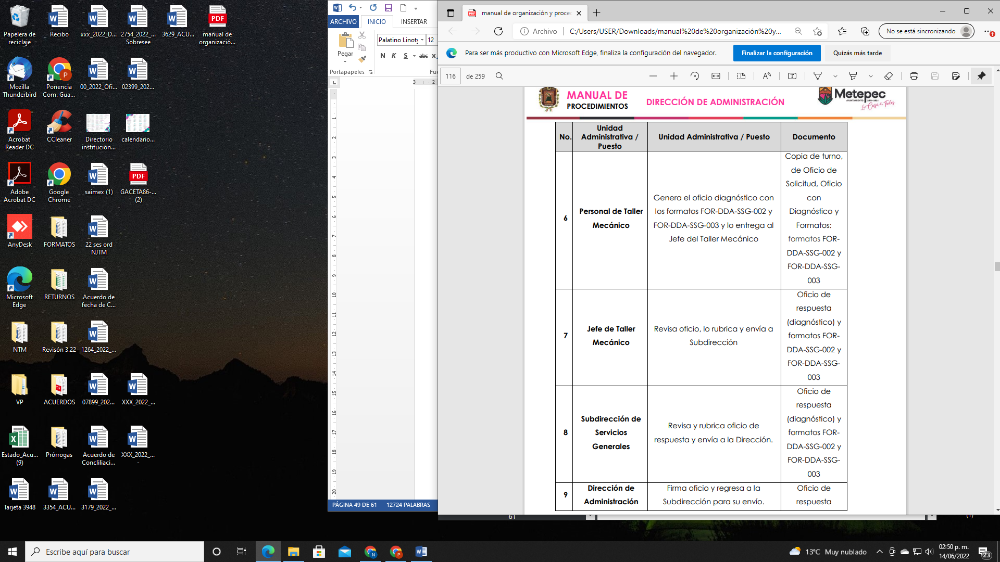 Papelera de
reciclaje
Recibo
xxx_2022_D...
2754_2022_...
Sobresee
3629_ACU...
manual de
organizació...
Mozilla
Thunderbird
Ponencia
Com. Gua...
00_2022_Ofi...
02399_202...
Acrobat
Reader DC
CCleaner
Directorio
institucion...
calendario...
Adobe
Acrobat DC
Google
Chrome
saimex (1)
GACETA86-...
(2)
AnyDesk
FORMATOS
22 ses ord
NJTM
Microsoft
Edge
RETURNOS
Acuerdo de
fecha de C...
NTM
Revisón 3.22
1264_2022_...
VP
ACUERDOS
07899_202...
XXX_2022_...
Estado_Acu...
(9)
Prórrogas
Acuerdo de
Conciliaci...
XXX_2022_...
-
Tarjeta 3948
3354_ACU...
3179_2022_...
ARCHIVO INICIO INSERTAR
Palatino Linoty 12
Pegar
N K S abc x
Portapapeles
Fue
PÁGINA 49 DE 61 12724 PALABRAS
manual de organización y proced
Archivo C:/Users/USER/Downloads/manual%20de%20organización%20y...
No se está sincronizando
Para ser más productivo con Microsoft Edge, finaliza la configuración del navegador.
Finalizar la configuración
Quizás más tarde
116 de 259
MANUAL DE
PROCEDIMIENTOS
DIRECCIÓN DE ADMINISTRACIÓN
Metepec
AYUNTAMIENTO 2019-2021
La Casa de Todos
No.
Unidad
Administrativa /
Puesto
Unidad Administrativa / Puesto
Documento
6
Personal de Taller
Mecánico
Genera el oficio diagnóstico con
los formatos FOR-DDA-SSG-002 y
FOR-DDA-SSG-003 y lo entrega al
Jefe del Taller Mecánico
Copia de turno,
de Oficio de
Solicitud, Oficio
con
Diagnóstico y
Formatos:
formatos FOR-
DDA-SSG-002 y
FOR-DDA-SSG-
003
7
Jefe de Taller
Mecánico
Revisa oficio, lo rubrica y envía a
Subdirección
Oficio de
respuesta
(diagnóstico) y
formatos FOR-
DDA-SSG-002 y
FOR-DDA-SSG-
003
8
Subdirección de
Servicios
Generales
Revisa y rubrica oficio de
respuesta y envía a la Dirección.
Oficio de
respuesta
(diagnóstico) y
formatos FOR-
DDA-SSG-002 y
FOR-DDA-SSG-
003
9
Dirección de
Administración
Firma oficio y regresa a la
Subdirección para su envío.
Oficio de
respuesta
61
(1)
Escribe aquí para buscar
13°C Muy nublado
02:50 p. m.
14/06/2022
23